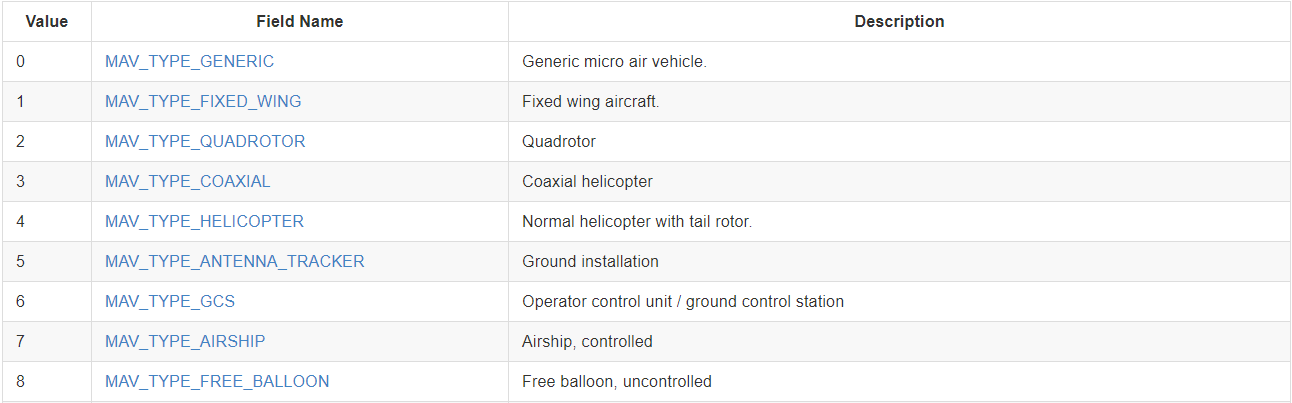 Value Field Name Description
0 MAV_TYPE_GENERIC Generic micro air vehicle.
1 MAV_TYPE_FIXED_WING Fixed wing aircraft.
2 MAV_TYPE_QUADROTOR Quadrotor
3 MAV_TYPE_COAXIAL Coaxial helicopter
4 MAV_TYPE_HELICOPTER Normal helicopter with tail rotor.
5 MAV_TYPE_ANTENNA_TRACKER Ground installation
6 MAV_TYPE_GCS Operator control unit / ground control station
7 MAV_TYPE_AIRSHIP Airship, controlled
8 MAV_TYPE_FREE_BALLOON Free balloon, uncontrolled